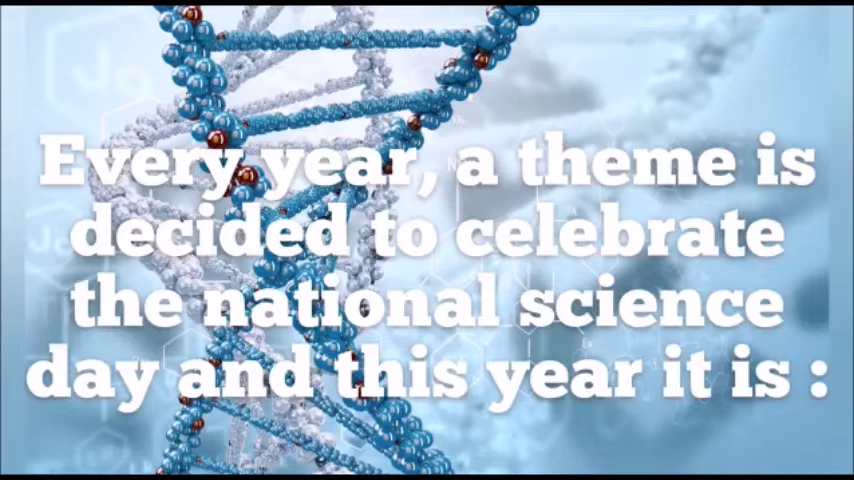 Every year, a theme is
decided to celebrate
the national science
day and this year it is :